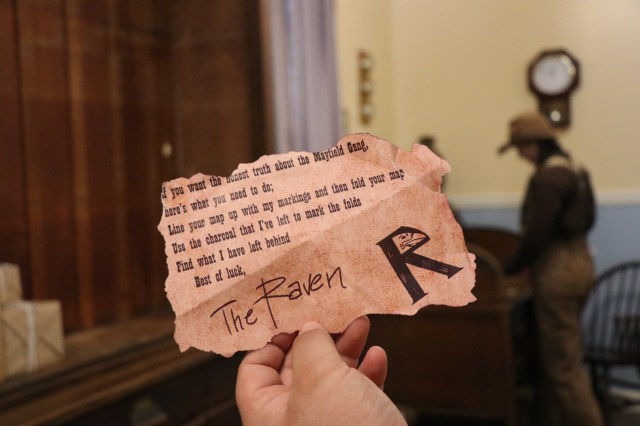 if you want the honest truth about the Mayfield Gang,
here's what you need to do;
Line your map up with my markings and then fold your map
Use the charcoal that I've left to mark the folds
Find what I have left behind
Best of luck,
The Raven
R